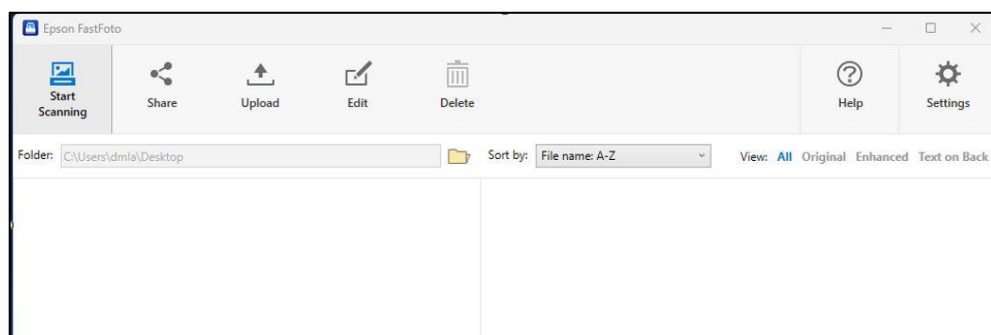 Epson FastFoto
Start
Scanning
Share
Upload
Edit
Delete
Help
Settings
Folder: C:\Users\dmla\Desktop Sort by: File name: A-Z View: All Original Enhanced Text on Back